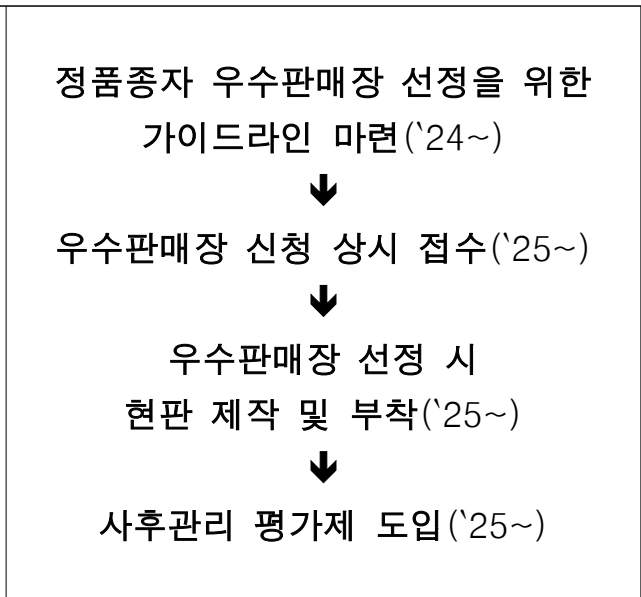 정품종자 우수판매장 선정을 위한
가이드라인 마련(`24~)
🡻
우수판매장 신청 상시 접수(`25~)
🡻
우수판매장 선정 시
현판 제작 및 부착(`25~)
🡻
사후관리 평가제 도입(`25~)